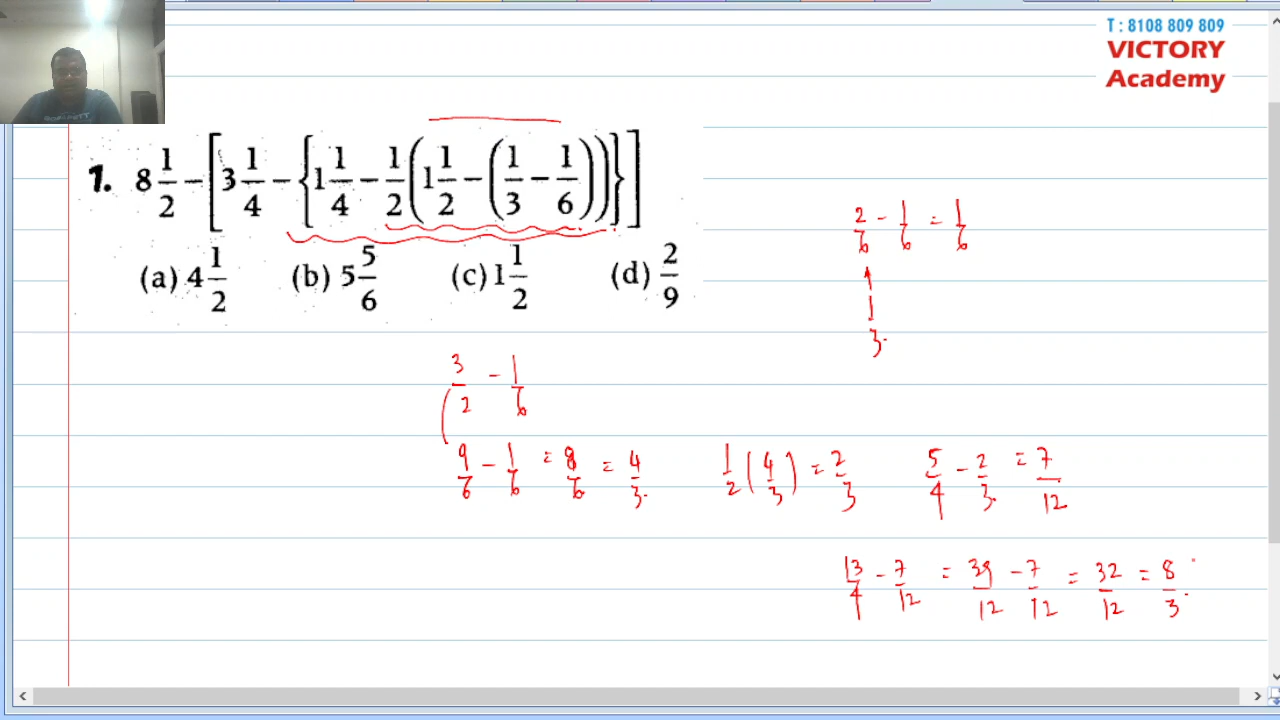 T : 8108 809 809
VICTORY
Academy
1. 8 1/2 - [3 1/4 - {1 1/4 - 1/2 (1 1/2 - (1/3 - 1/6))}]
(a) 4 1/2 (b) 5 5/6 (c) 1 1/2 (d) 2/9
2/6 - 1/6 = 1/6
1
3
3/2 - 1/6
9/6 - 1/6 = 8/6 = 4/3 1/2 (4/3) = 2/3 5/4 - 2/3 = 7/12
13/4 - 7/12 = 39/12 - 7/12 = 32/12 = 8/3